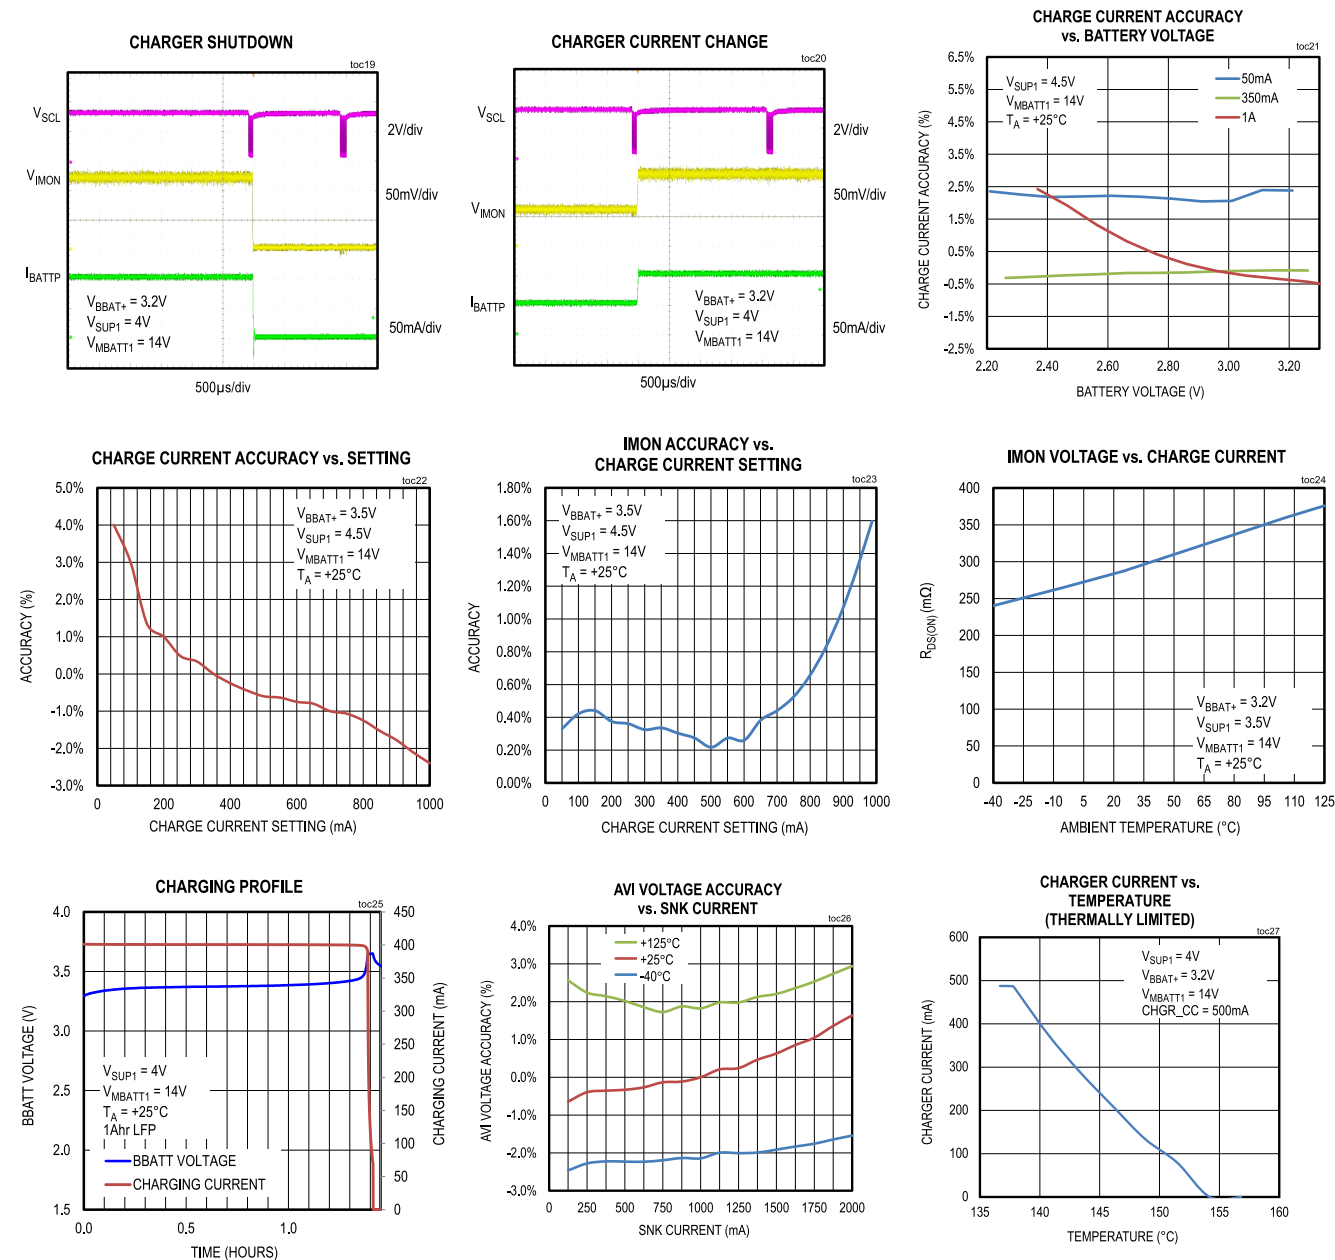 CHARGER SHUTDOWN
toc19
VSCL
2V/div
VIMON
50mV/div
IBATTP
VBBAT+ = 3.2V
VSUP1 = 4V
VMBATT1 = 14V
50mA/div
500µs/div
CHARGER CURRENT CHANGE
toc20
VSCL
2V/div
50mV/div
VIMON
IBATTP
VBBAT+ = 3.2V
VSUP1 = 4V
VMBATT1 = 14V
50mA/div
500µs/div
CHARGE CURRENT ACCURACY
vs. BATTERY VOLTAGE
toc21
CHARGE CURRENT ACCURACY (%)
6.5%
5.5%
4.5%
3.5%
2.5%
1.5%
0.5%
-0.5%
-1.5%
-2.5%
VSUP1 = 4.5V
VMBATT1 = 14V
TA = +25°C
50mA
350mA
1A
2.20 2.40 2.60 2.80 3.00 3.20
BATTERY VOLTAGE (V)
CHARGE CURRENT ACCURACY vs. SETTING
toc22
ACCURACY (%)
5.0%
4.0%
3.0%
2.0%
1.0%
0.0%
-1.0%
-2.0%
-3.0%
VBBAT+ = 3.5V
VSUP1 = 4.5V
VMBATT1 = 14V
TA = +25°C
0 200 400 600 800 1000
CHARGE CURRENT SETTING (mA)
IMON ACCURACY vs.
CHARGE CURRENT SETTING
toc23
ACCURACY
1.80%
1.60%
1.40%
1.20%
1.00%
0.80%
0.60%
0.40%
0.20%
0.00%
VBBAT+ = 3.5V
VSUP1 = 4.5V
VMBATT1 = 14V
TA = +25°C
0 100 200 300 400 500 600 700 800 900 1000
CHARGE CURRENT SETTING (mA)
IMON VOLTAGE vs. CHARGE CURRENT
toc24
RDS(ON) (mΩ)
400
350
300
250
200
150
100
50
0
VBBAT+ = 3.2V
VSUP1 = 3.5V
VMBATT1 = 14V
TA = +25°C
-40 -25 -10 5 20 35 50 65 80 95 110 125
AMBIENT TEMPERATURE (°C)
CHARGING PROFILE
toc25
BBATT VOLTAGE (V)
4.0
3.5
3.0
2.5
2.0
1.5
VSUP1 = 4V
VMBATT1 = 14V
TA = +25°C
1Ahr LFP
BBATT VOLTAGE
CHARGING CURRENT
450
400
350
300
250
200
150
100
50
0
CHARGING CURRENT (mA)
0.0 0.5 1.0
TIME (HOURS)
AVI VOLTAGE ACCURACY
vs. SNK CURRENT
toc26
AVI VOLTAGE ACCURACY (%)
4.0%
3.0%
2.0%
1.0%
0.0%
-1.0%
-2.0%
-3.0%
+125°C
+25°C
-40°C
0 250 500 750 1000 1250 1500 1750 2000
SNK CURRENT (mA)
CHARGER CURRENT vs.
TEMPERATURE
(THERMALLY LIMITED)
toc27
CHARGER CURRENT (mA)
600
500
400
300
200
100
0
VSUP1 = 4V
VBBAT+ = 3.2V
VMBATT1 = 14V
CHGR_CC = 500mA
135 140 145 150 155 160
TEMPERATURE (°C)